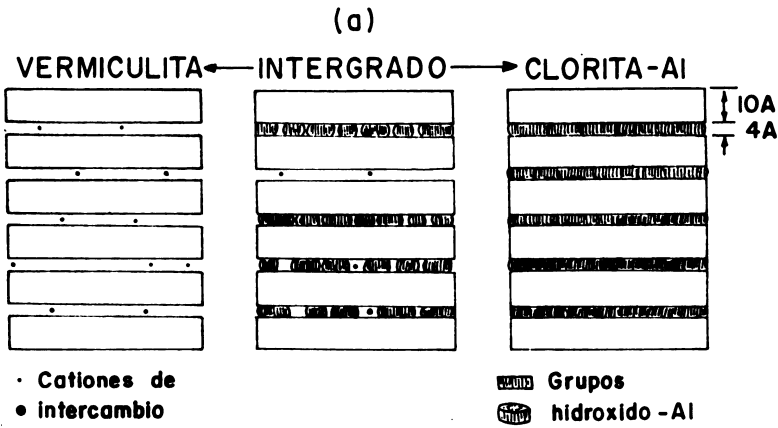 (a)
VERMICULITA ← INTERGRADO → CLORITA-Al
10A
4A
· Cationes de
● intercambio
Grupos
hidroxido-Al